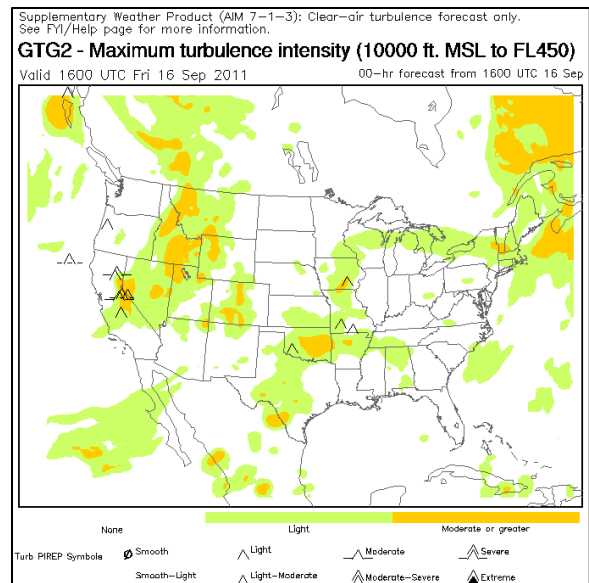 Supplementary Weather Product (AIM 7-1-3): Clear-air turbulence forecast only.
See FYI/Help page for more information.
GTG2 - Maximum turbulence intensity (10000 ft. MSL to FL450)
Valid 1600 UTC Fri 16 Sep 2011 00-hr forecast from 1600 UTC 16 Sep
None Light Moderate or greater
Turb PIREP Symbols Smooth Light Moderate Severe
Smooth-Light Light-Moderate Moderate-Severe Extreme